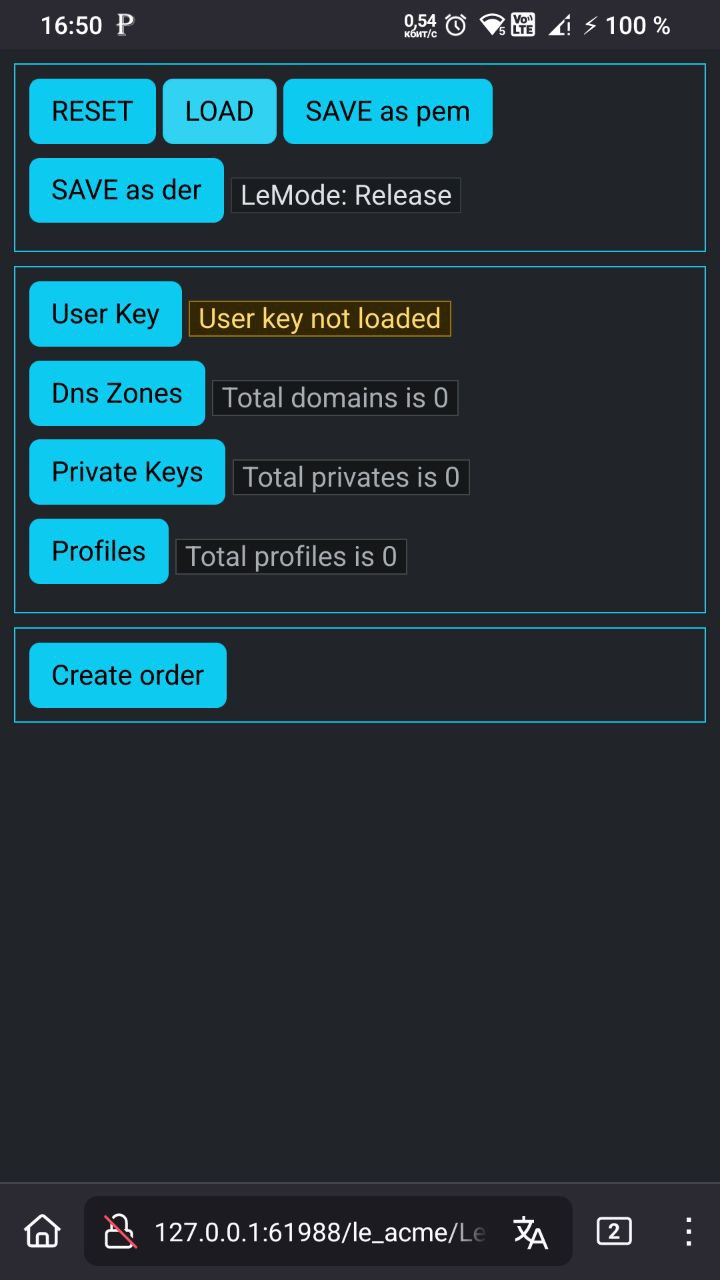 16:50 0,54 кбит/с 5 Vo)) LTE 100 %
RESET LOAD SAVE as pem
SAVE as der LeMode: Release
User Key User key not loaded
Dns Zones Total domains is 0
Private Keys Total privates is 0
Profiles Total profiles is 0
Create order
127.0.0.1:61988/le_acme/Le 2